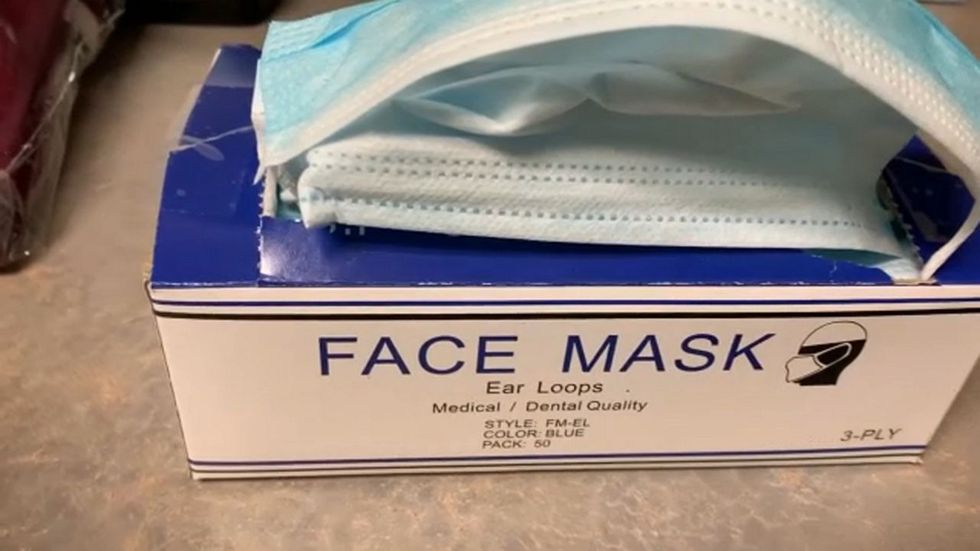 FACE MASK
Ear Loops
Medical / Dental Quality
STYLE: FM-EL
COLOR: BLUE
PACK: 50
3-PLY